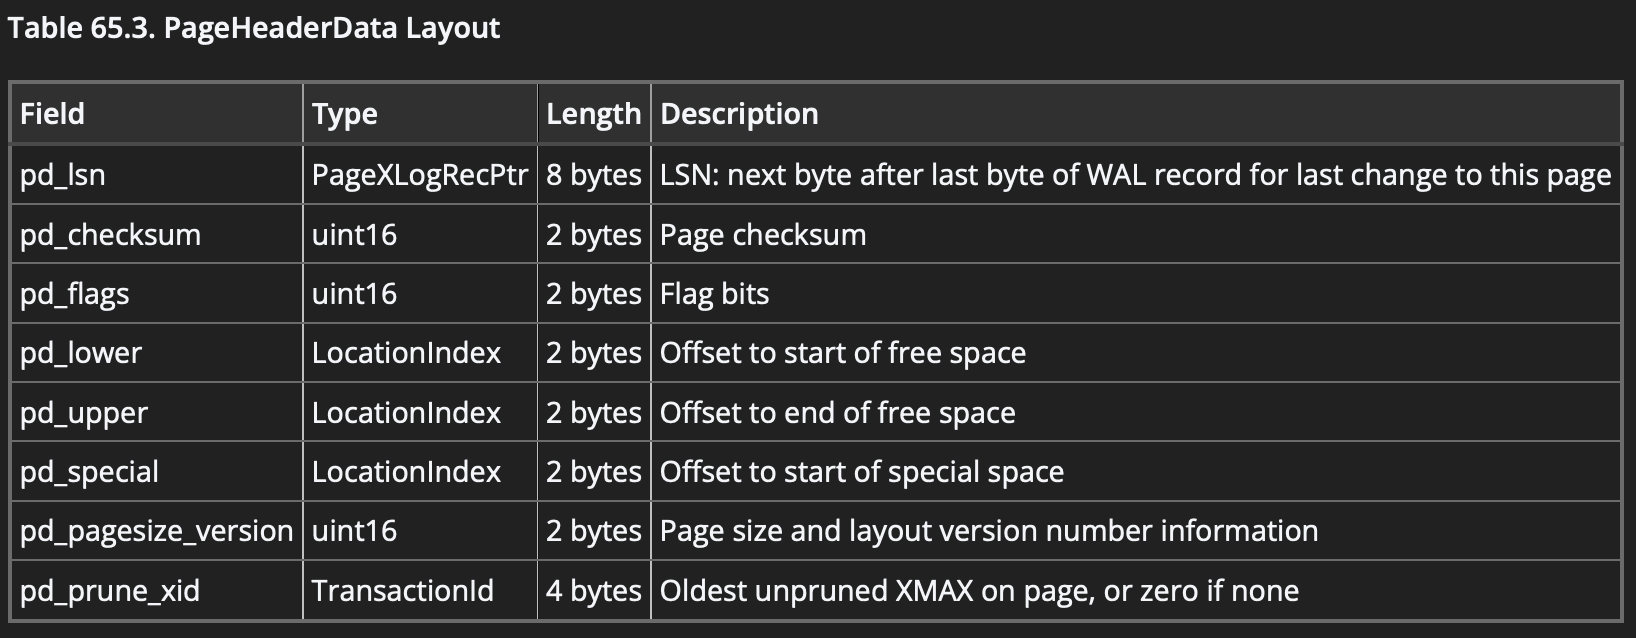 Table 65.3. PageHeaderData Layout
Field Type Length Description
pd_lsn PageXLogRecPtr 8 bytes LSN: next byte after last byte of WAL record for last change to this page
pd_checksum uint16 2 bytes Page checksum
pd_flags uint16 2 bytes Flag bits
pd_lower LocationIndex 2 bytes Offset to start of free space
pd_upper LocationIndex 2 bytes Offset to end of free space
pd_special LocationIndex 2 bytes Offset to start of special space
pd_pagesize_version uint16 2 bytes Page size and layout version number information
pd_prune_xid TransactionId 4 bytes Oldest unpruned XMAX on page, or zero if none